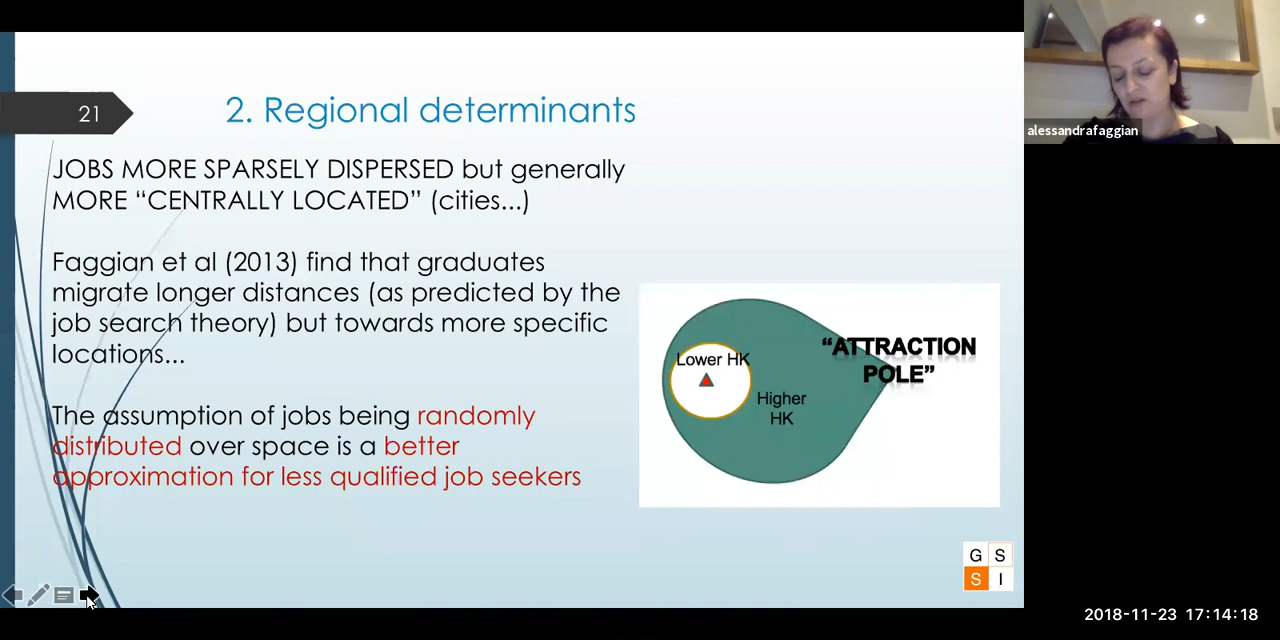 21
2. Regional determinants
JOBS MORE SPARSELY DISPERSED but generally
MORE “CENTRALLY LOCATED” (cities...)
Faggian et al (2013) find that graduates
migrate longer distances (as predicted by the
job search theory) but towards more specific
locations...
The assumption of jobs being randomly
distributed over space is a better
approximation for less qualified job seekers
“ATTRACTION
POLE”
Lower HK
Higher
HK
G S
S I
alessandrafaggian
2018-11-23 17:14:18